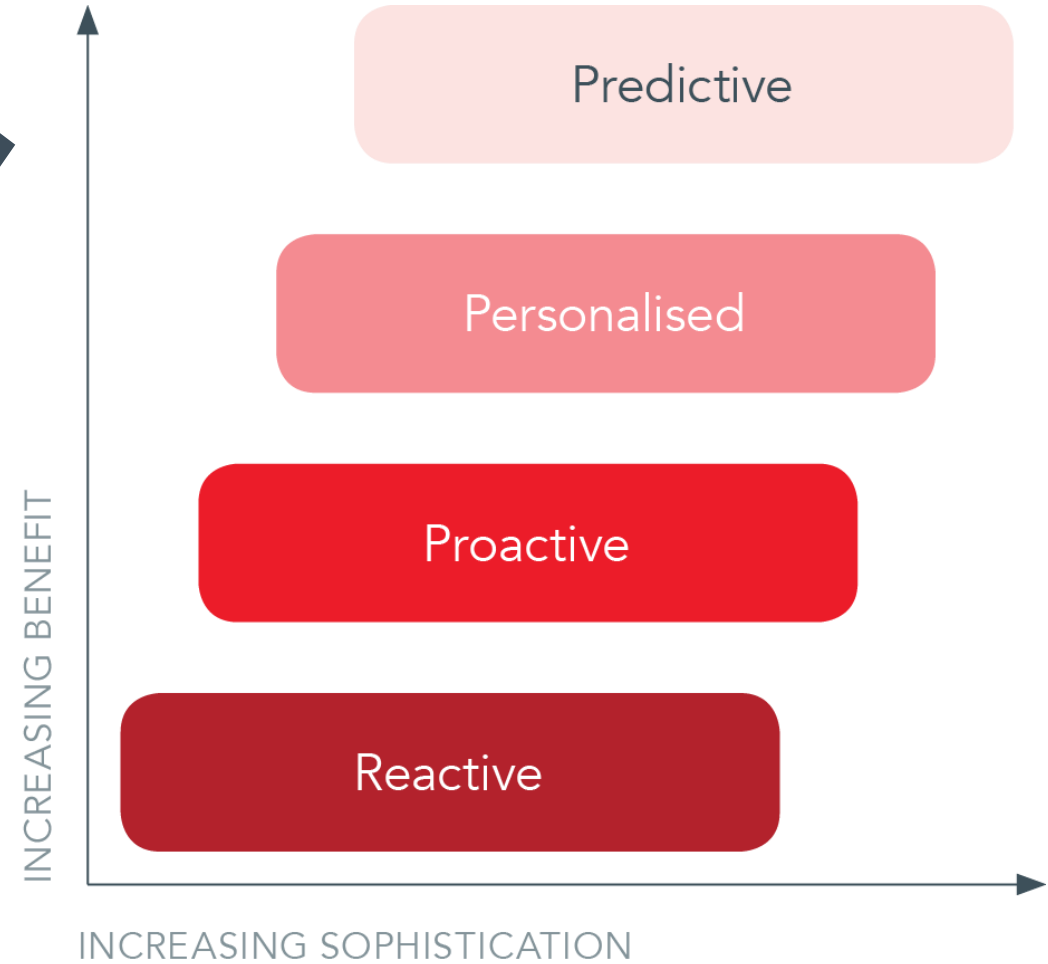 Predictive
Personalised
Proactive
Reactive
INCREASING BENEFIT
INCREASING SOPHISTICATION